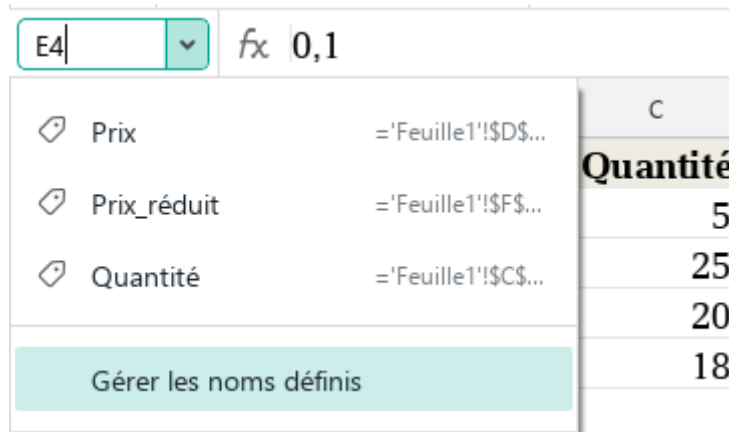 E4 fx 0,1
C
Prix ='Feuille1'!$D$...
Quantité
Prix_réduit ='Feuille1'!$F$...
5
Quantité ='Feuille1'!$C$...
25
20
Gérer les noms définis
18